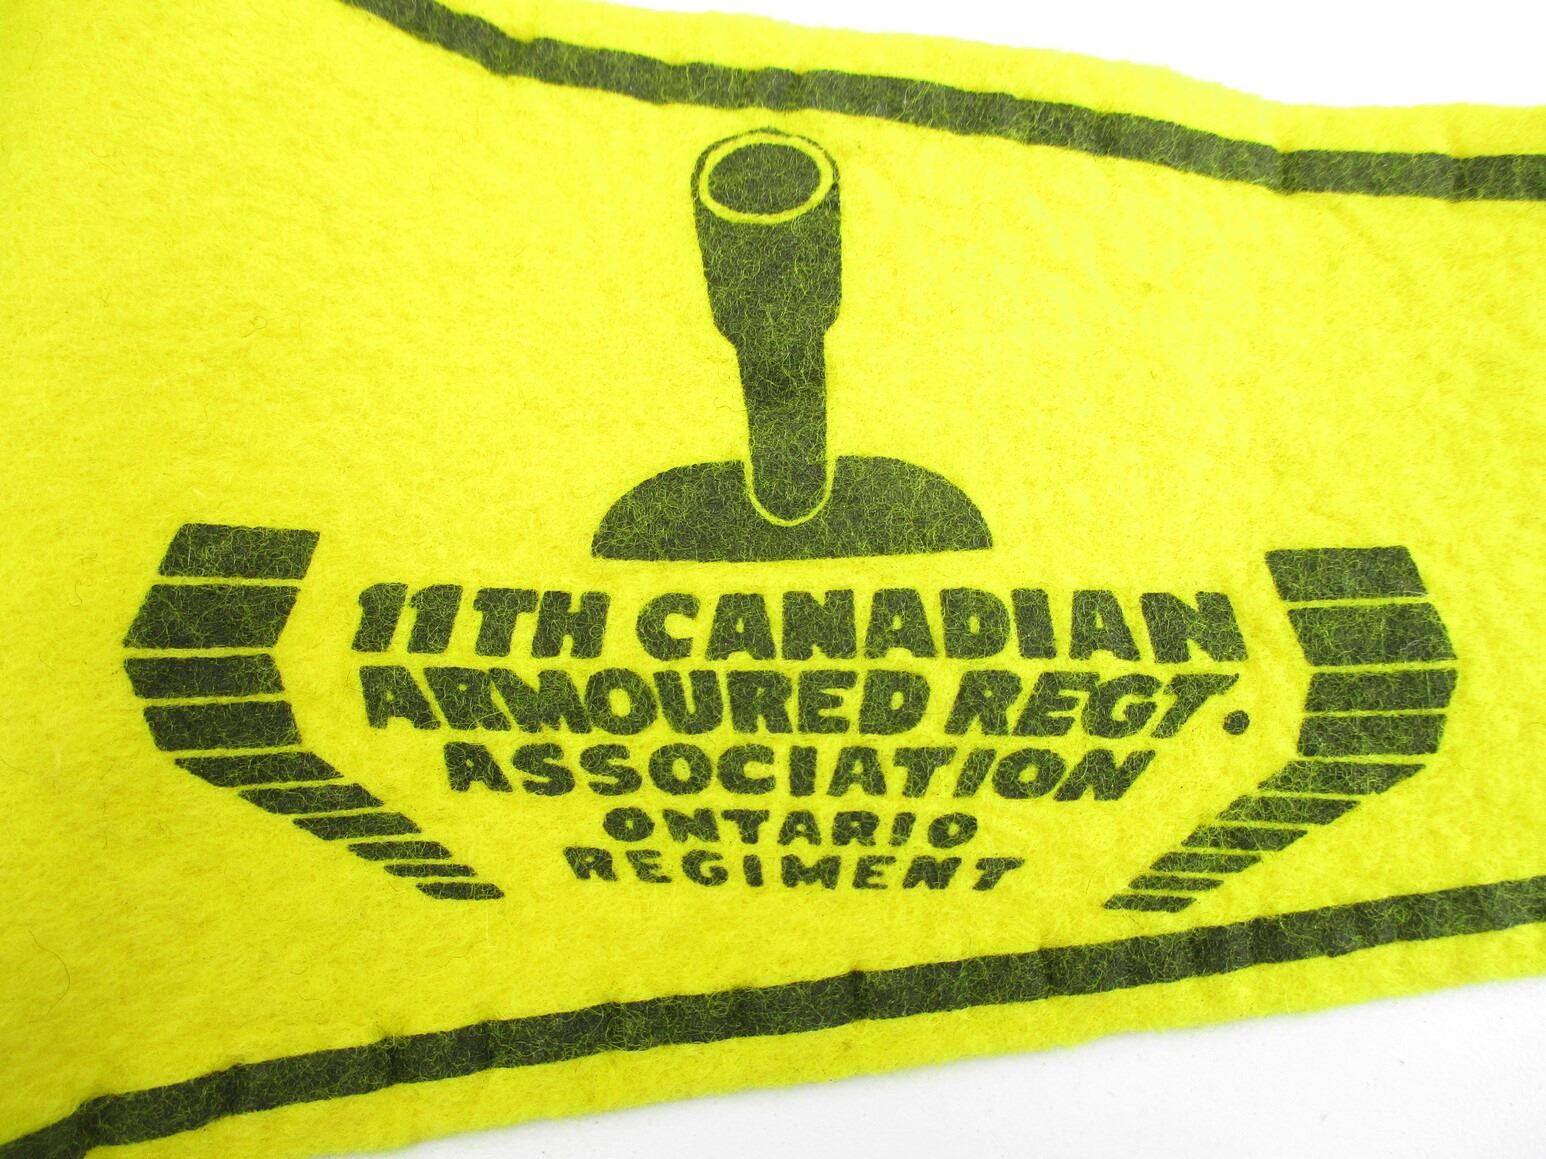 11TH CANADIAN
ARMOURED REGT.
ASSOCIATION
ONTARIO
REGIMENT